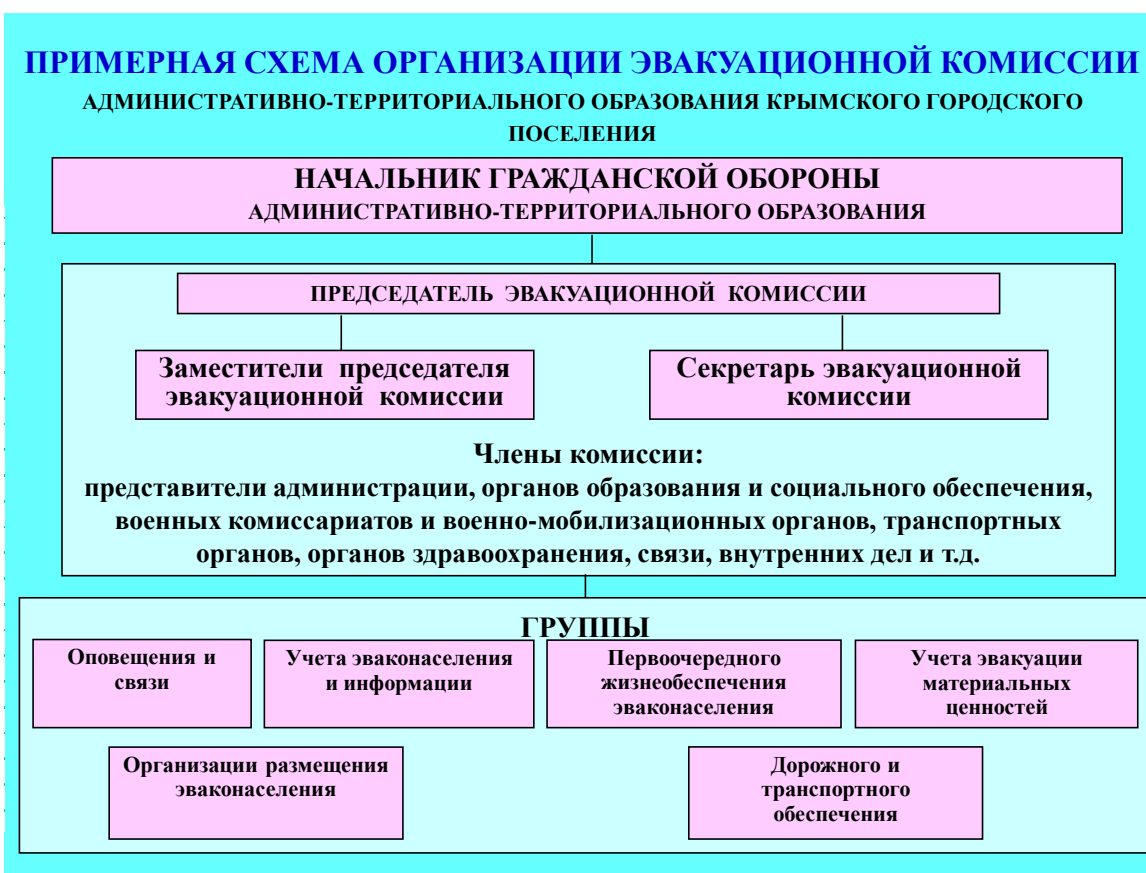 ПРИМЕРНАЯ СХЕМА ОРГАНИЗАЦИИ ЭВАКУАЦИОННОЙ КОМИССИИ
АДМИНИСТРАТИВНО-ТЕРРИТОРИАЛЬНОГО ОБРАЗОВАНИЯ КРЫМСКОГО ГОРОДСКОГО
ПОСЕЛЕНИЯ
НАЧАЛЬНИК ГРАЖДАНСКОЙ ОБОРОНЫ
АДМИНИСТРАТИВНО-ТЕРРИТОРИАЛЬНОГО ОБРАЗОВАНИЯ
ПРЕДСЕДАТЕЛЬ ЭВАКУАЦИОННОЙ КОМИССИИ
Заместители председателя
эвакуационной комиссии
Секретарь эвакуационной
комиссии
Члены комиссии:
представители администрации, органов образования и социального обеспечения,
военных комиссариатов и военно-мобилизационных органов, транспортных
органов, органов здравоохранения, связи, внутренних дел и т.д.
ГРУППЫ
Оповещения и
связи
Учета эваконаселения
и информации
Первоочередного
жизнеобеспечения
эваконаселения
Учета эвакуации
материальных
ценностей
Организации размещения
эваконаселения
Дорожного и
транспортного
обеспечения